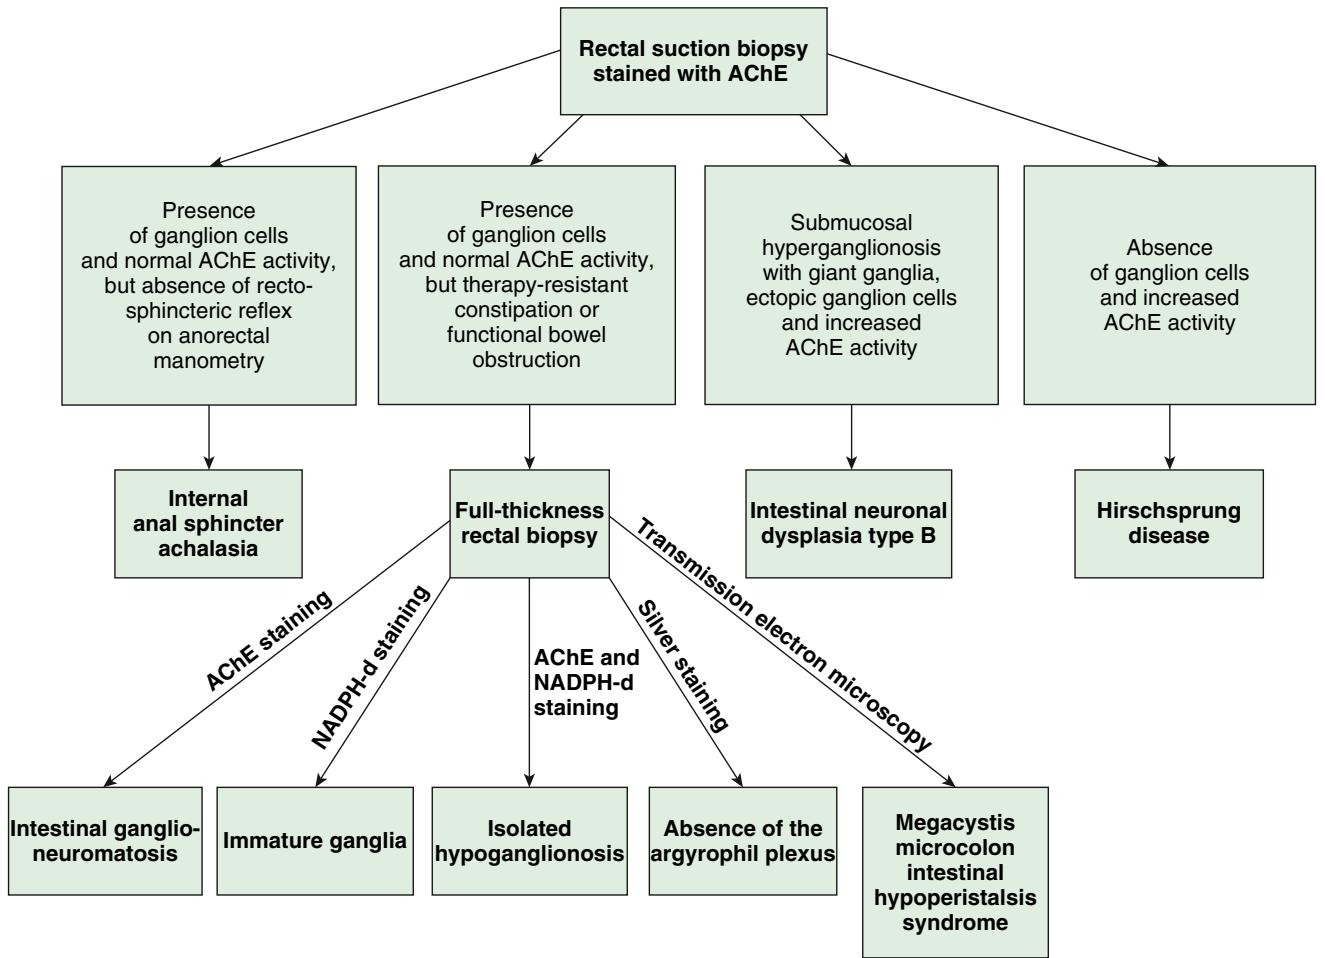 Rectal suction biopsy
stained with AChE
Presence
of ganglion cells
and normal AChE activity,
but absence of recto-
sphincteric reflex
on anorectal
manometry
Presence
of ganglion cells
and normal AChE activity,
but therapy-resistant
constipation or
functional bowel
obstruction
Submucosal
hyperganglionosis
with giant ganglia,
ectopic ganglion cells
and increased
AChE activity
Absence
of ganglion cells
and increased
AChE activity
Internal
anal sphincter
achalasia
Full-thickness
rectal biopsy
Intestinal neuronal
dysplasia type B
Hirschsprung
disease
AChE staining
NADPH-d staining
AChE and
NADPH-d
staining
Silver staining
Transmission electron microscopy
Intestinal ganglio-
neuromatosis
Immature ganglia
Isolated
hypoganglionosis
Absence of the
argyrophil plexus
Megacystis
microcolon
intestinal
hypoperistalsis
syndrome